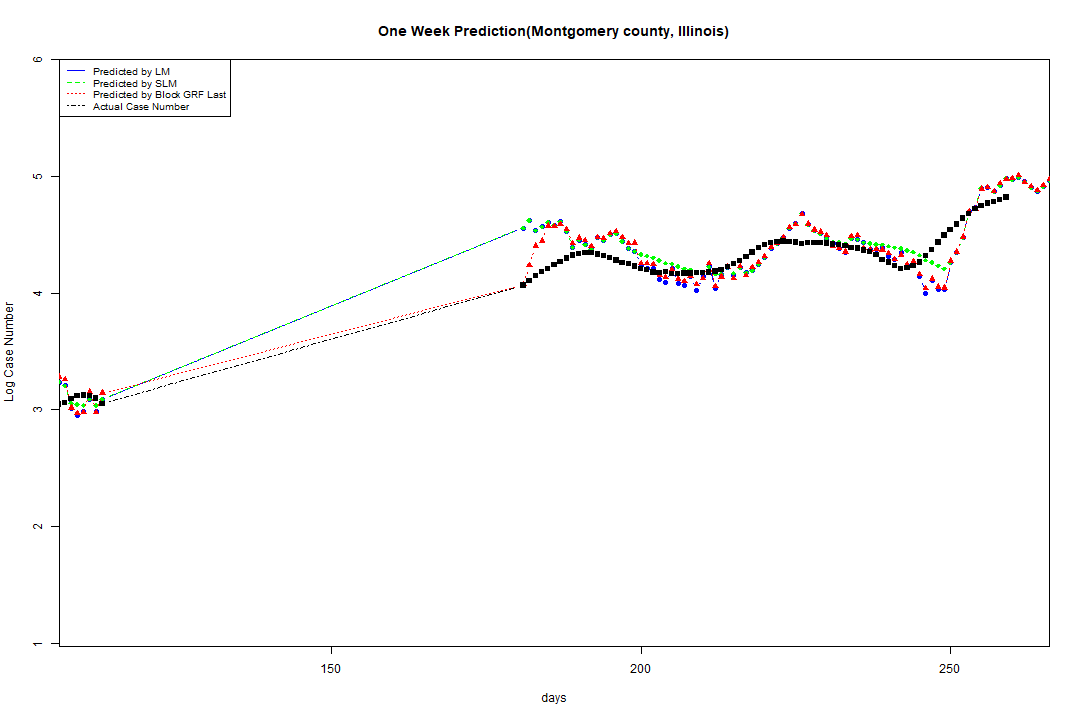 One Week Prediction(Montgomery county, Illinois)
Predicted by LM
Predicted by SLM
Predicted by Block GRF Last
Actual Case Number
6
5
4
3
2
1
Log Case Number
150 200 250
days